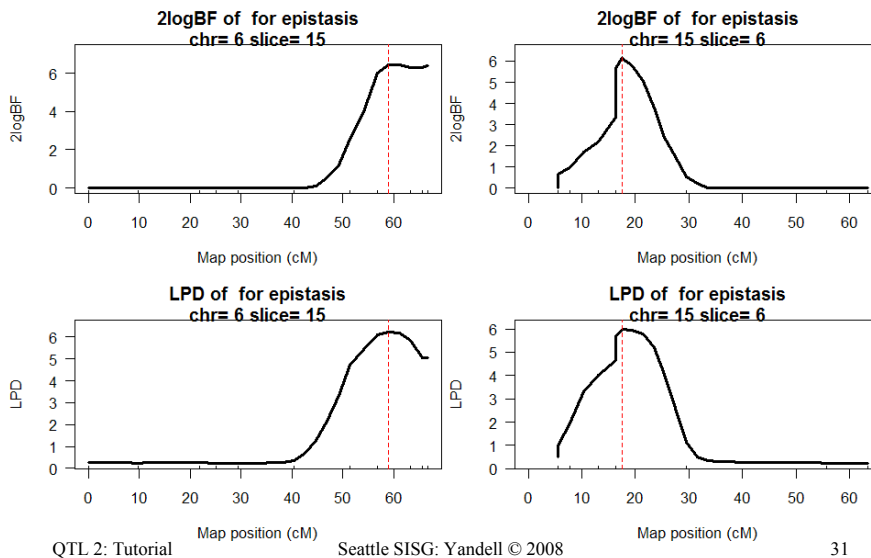 2logBF of  for epistasis
chr= 6 slice= 15
2logBF
6
4
2
0
0 10 20 30 40 50 60
Map position (cM)
2logBF of  for epistasis
chr= 15 slice= 6
2logBF
6
5
4
3
2
1
0
0 10 20 30 40 50 60
Map position (cM)
LPD of  for epistasis
chr= 6 slice= 15
LPD
6
5
4
3
2
1
0
0 10 20 30 40 50 60
Map position (cM)
LPD of  for epistasis
chr= 15 slice= 6
LPD
6
5
4
3
2
1
0
0 10 20 30 40 50 60
Map position (cM)
QTL 2: Tutorial Seattle SISG: Yandell © 2008 31